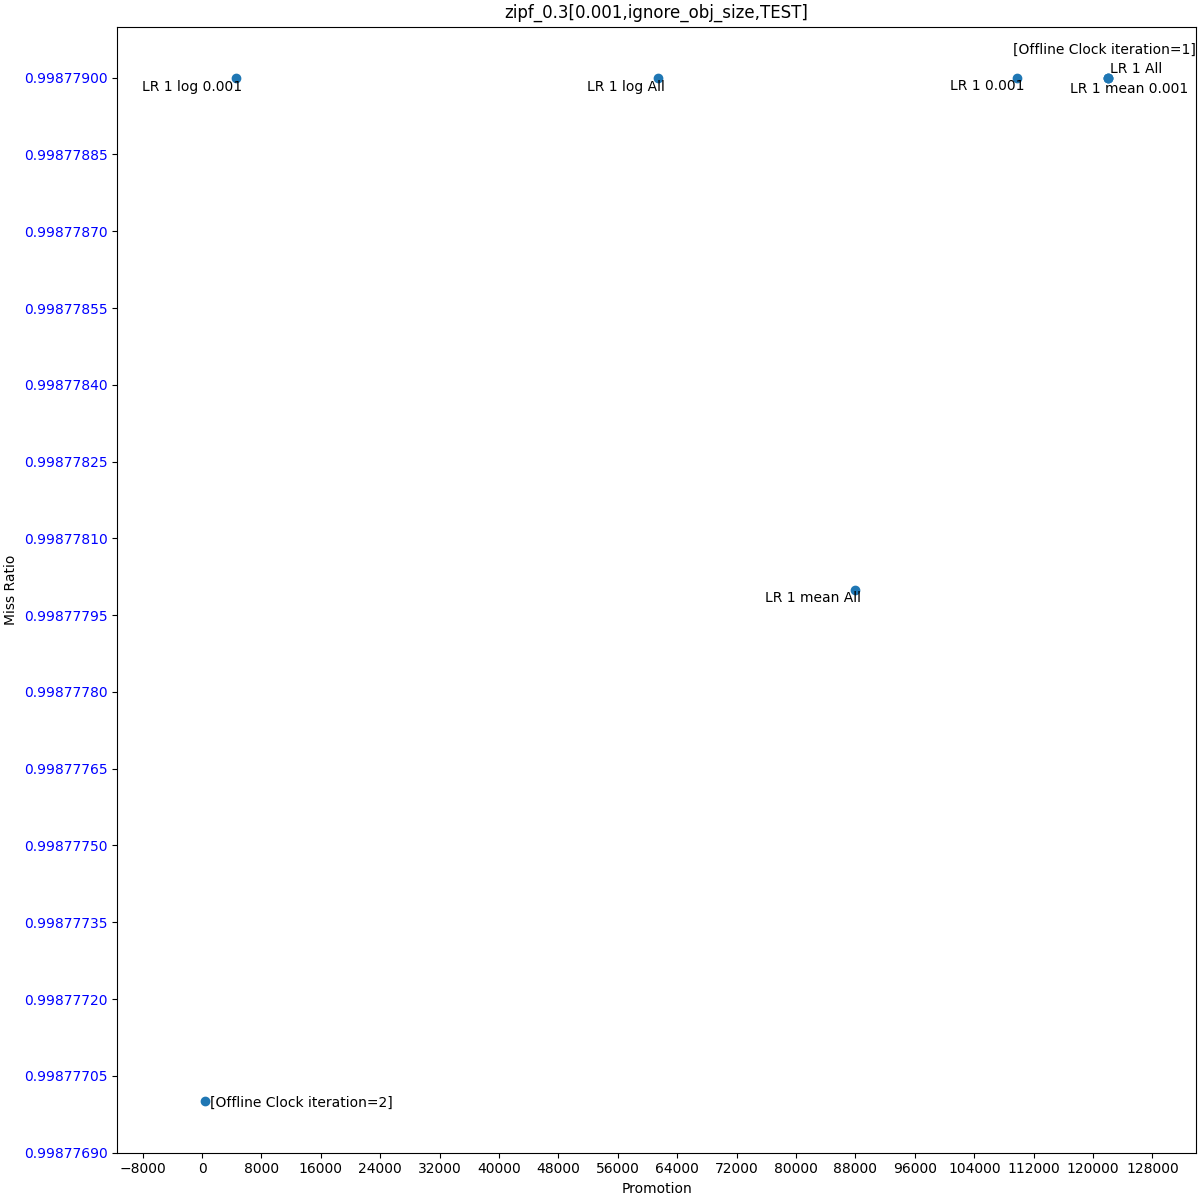 zipf_0.3[0.001,ignore_obj_size,TEST]
[Offline Clock iteration=1]
LR 1 All
LR 1 mean 0.001
LR 1 log 0.001
LR 1 log All
LR 1 0.001
LR 1 mean All
[Offline Clock iteration=2]
Miss Ratio
0.99877900
0.99877885
0.99877870
0.99877855
0.99877840
0.99877825
0.99877810
0.99877795
0.99877780
0.99877765
0.99877750
0.99877735
0.99877720
0.99877705
0.99877690
−8000 0 8000 16000 24000 32000 40000 48000 56000 64000 72000 80000 88000 96000 104000 112000 120000 128000
Promotion